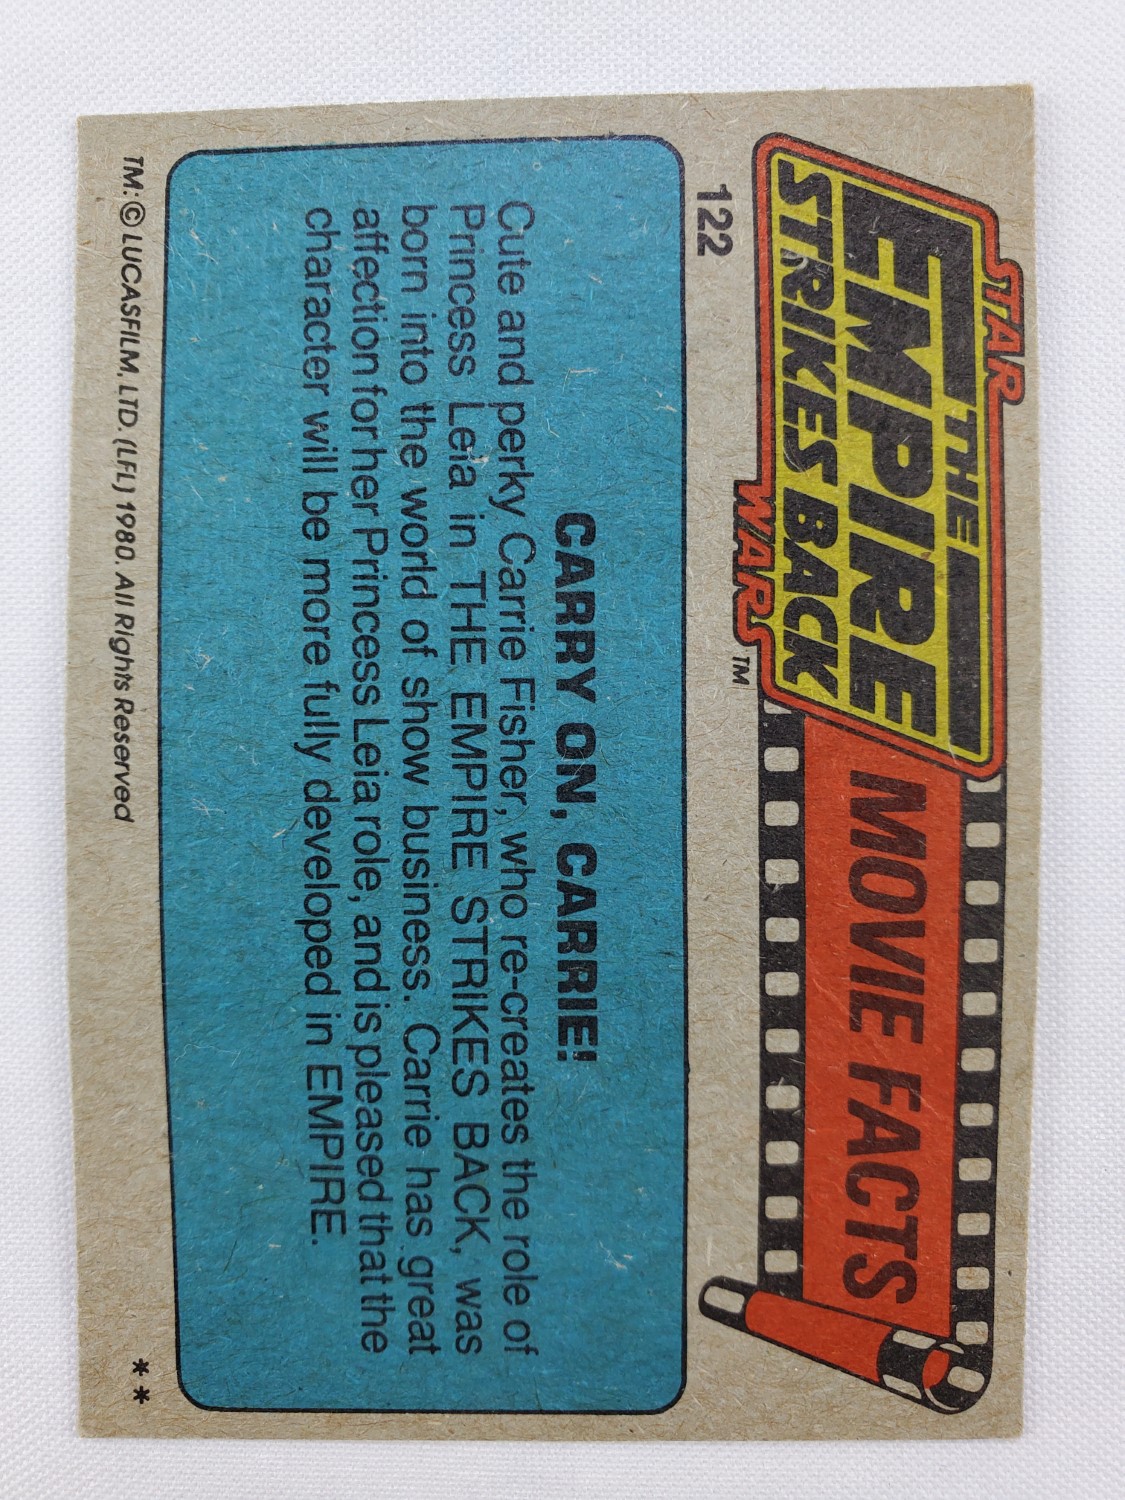 STAR
THE
EMPIRE
STRIKES BACK
WARS™
MOVIE FACTS
122
CARRY ON, CARRIE!
Cute and perky Carrie Fisher, who re-creates the role of
Princess Leia in THE EMPIRE STRIKES BACK, was
born into the world of show business. Carrie has great
affection for her Princess Leia role, and is pleased that the
character will be more fully developed in EMPIRE.
TM: © LUCASFILM, LTD. (LFL) 1980. All Rights Reserved
**